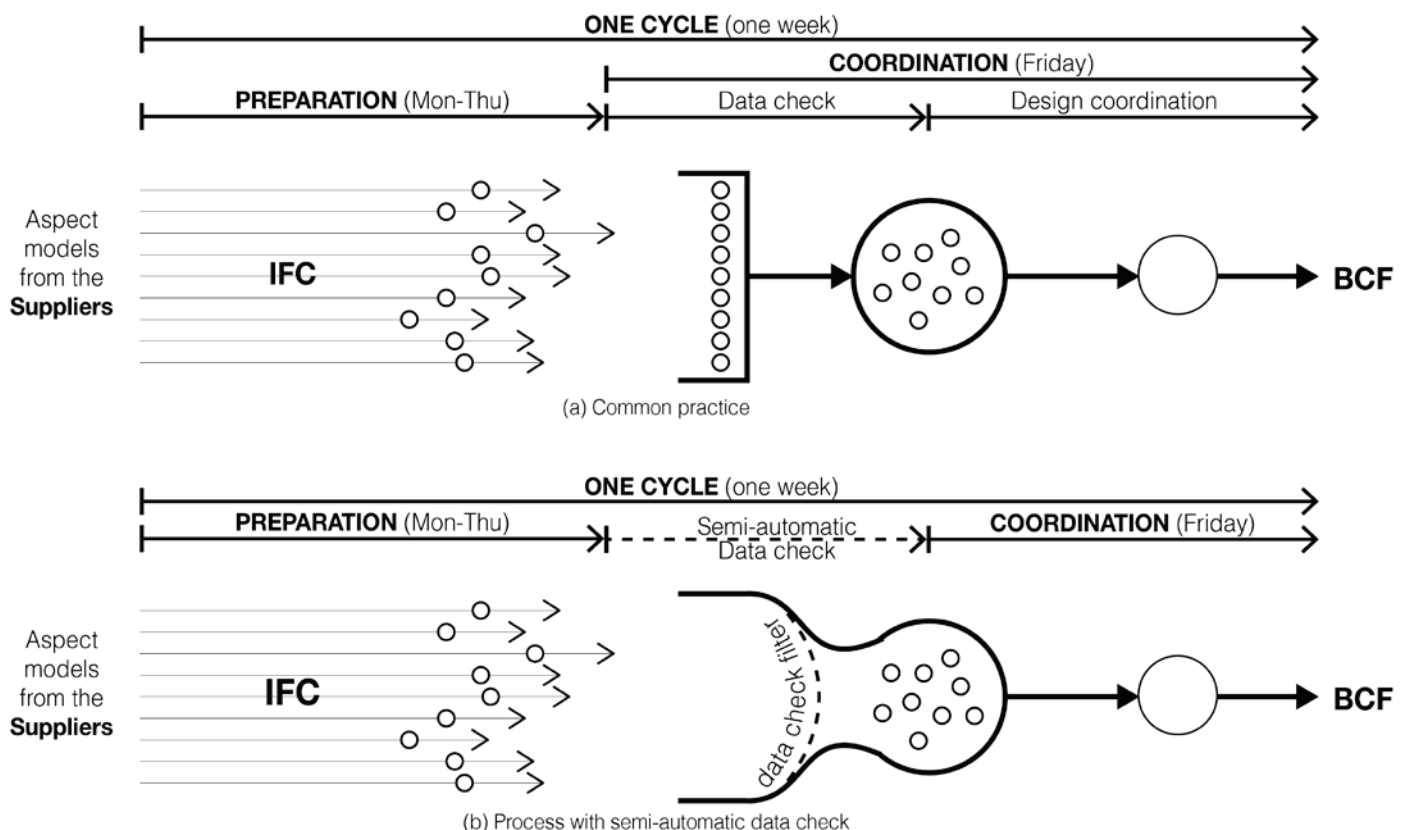 ONE CYCLE (one week)
COORDINATION (Friday)
PREPARATION (Mon-Thu)
Data check
Design coordination
Aspect
models
from the
Suppliers
IFC
BCF
(a) Common practice
ONE CYCLE (one week)
PREPARATION (Mon-Thu)
Semi-automatic
Data check
COORDINATION (Friday)
Aspect
models
from the
Suppliers
IFC
data check filter
BCF
(b) Process with semi-automatic data check